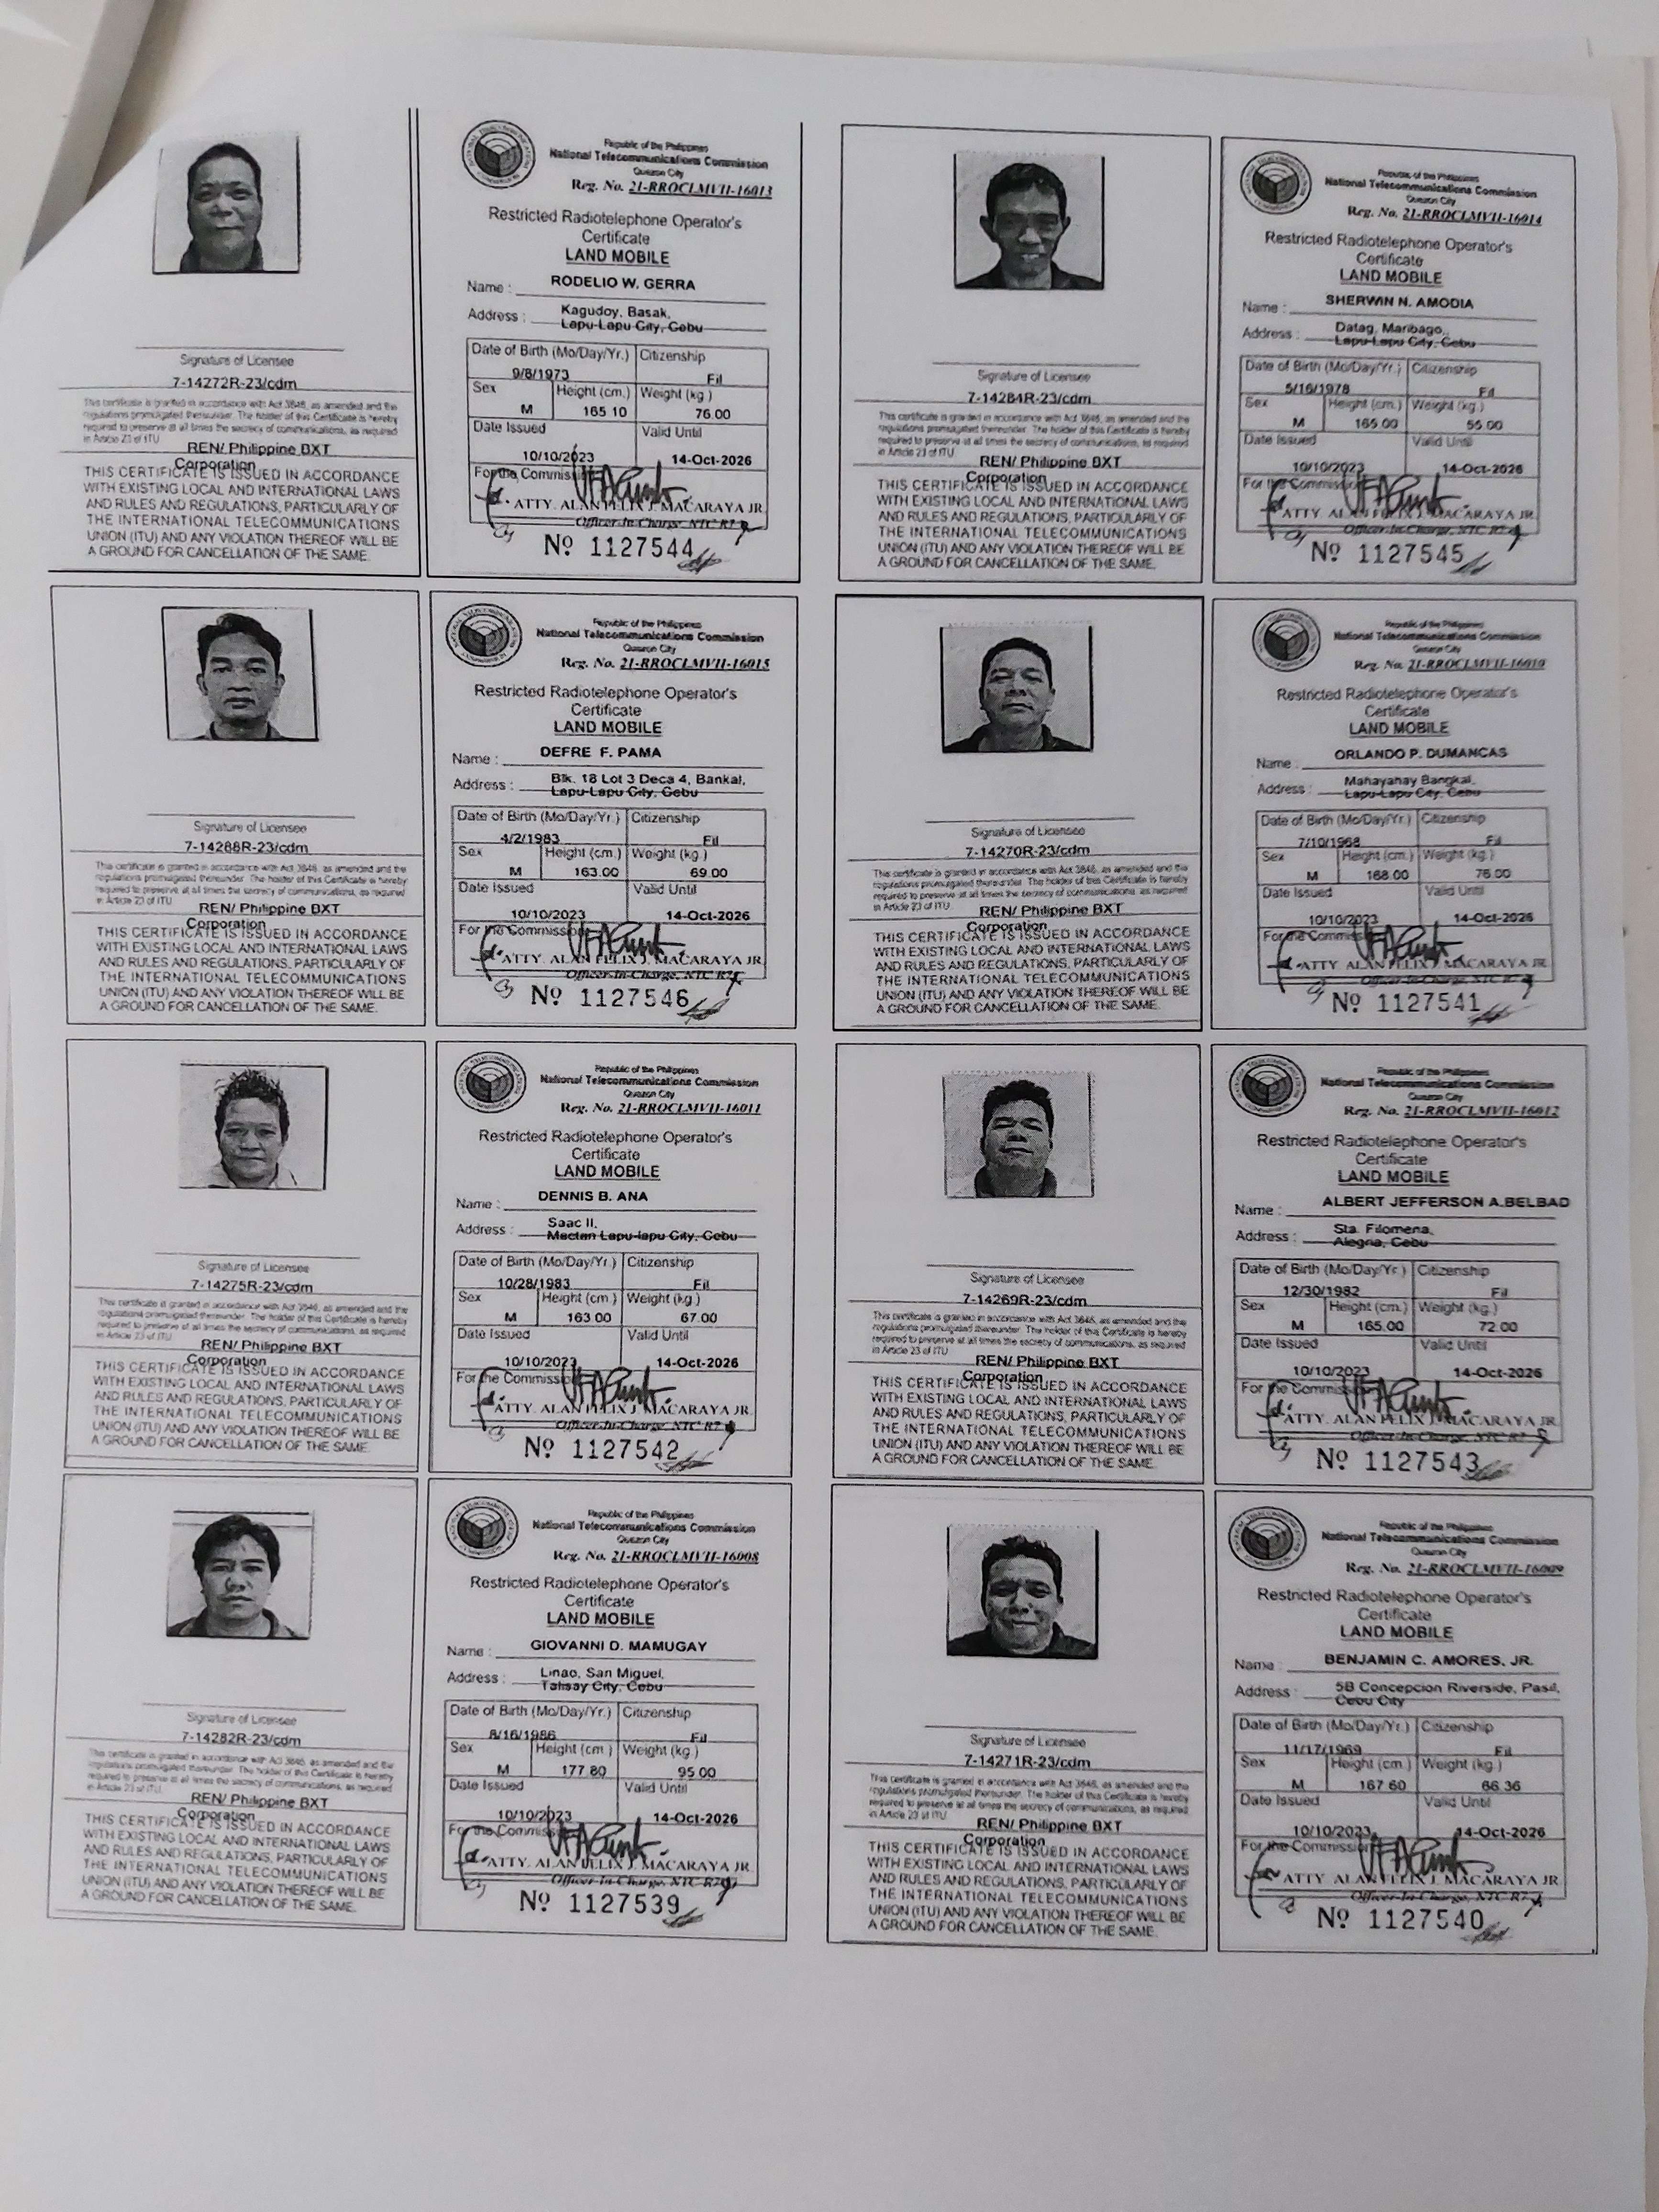 Republic of the Philippines
National Telecommunications Commission
Quezon City
Reg. No. 21-RROCLMVII-16013
Restricted Radiotelephone Operator's
Certificate
LAND MOBILE
Name : RODELIO W. GERRA
Address : Kagudoy, Basak,
Lapu-Lapu City, Cebu
Date of Birth (Mo/Day/Yr.) Citizenship
9/8/1973 Fil
Sex Height (cm.) Weight (kg.)
M 165.10 76.00
Date Issued Valid Until
10/10/2023 14-Oct-2026
For the Commission
ATTY. ALAN FELIX J. MACARAYA JR.
Officer-In-Charge, NTC R7
Nº 1127544
Signature of Licensee
7-14272R-23/cdm
This certificate is granted in accordance with Act 3846, as amended and the
regulations promulgated thereunder. The holder of this Certificate is hereby
required to preserve at all times the secrecy of communications, as required
in Article 23 of ITU
REN/ Philippine BXT
Corporation
THIS CERTIFICATE IS ISSUED IN ACCORDANCE
WITH EXISTING LOCAL AND INTERNATIONAL LAWS
AND RULES AND REGULATIONS, PARTICULARLY OF
THE INTERNATIONAL TELECOMMUNICATIONS
UNION (ITU) AND ANY VIOLATION THEREOF WILL BE
A GROUND FOR CANCELLATION OF THE SAME.
Republic of the Philippines
National Telecommunications Commission
Quezon City
Reg. No. 21-RROCLMVII-16014
Restricted Radiotelephone Operator's
Certificate
LAND MOBILE
Name : SHERWIN N. AMODIA
Address : Datag, Maribago,
Lapu-Lapu City, Cebu
Date of Birth (Mo/Day/Yr.) Citizenship
5/16/1978 Fil
Sex Height (cm.) Weight (kg.)
M 165.00 55.00
Date Issued Valid Until
10/10/2023 14-Oct-2026
For the Commission
ATTY. ALAN FELIX J. MACARAYA JR.
Officer-In-Charge, NTC R7
Nº 1127545
Signature of Licensee
7-14284R-23/cdm
This certificate is granted in accordance with Act 3846, as amended and the
regulations promulgated thereunder. The holder of this Certificate is hereby
required to preserve at all times the secrecy of communications, as required
in Article 23 of ITU
REN/ Philippine BXT
Corporation
THIS CERTIFICATE IS ISSUED IN ACCORDANCE
WITH EXISTING LOCAL AND INTERNATIONAL LAWS
AND RULES AND REGULATIONS, PARTICULARLY OF
THE INTERNATIONAL TELECOMMUNICATIONS
UNION (ITU) AND ANY VIOLATION THEREOF WILL BE
A GROUND FOR CANCELLATION OF THE SAME.
Republic of the Philippines
National Telecommunications Commission
Quezon City
Reg. No. 21-RROCLMVII-16015
Restricted Radiotelephone Operator's
Certificate
LAND MOBILE
Name : DEFRE F. PAMA
Address : Blk. 18 Lot 3 Deca 4, Bankal,
Lapu-Lapu City, Cebu
Date of Birth (Mo/Day/Yr.) Citizenship
4/2/1983 Fil
Sex Height (cm.) Weight (kg.)
M 163.00 69.00
Date Issued Valid Until
10/10/2023 14-Oct-2026
For the Commission
ATTY. ALAN FELIX J. MACARAYA JR.
Officer-In-Charge, NTC R7
Nº 1127546
Signature of Licensee
7-14288R-23/cdm
This certificate is granted in accordance with Act 3846, as amended and the
regulations promulgated thereunder. The holder of this Certificate is hereby
required to preserve at all times the secrecy of communications, as required
in Article 23 of ITU
REN/ Philippine BXT
Corporation
THIS CERTIFICATE IS ISSUED IN ACCORDANCE
WITH EXISTING LOCAL AND INTERNATIONAL LAWS
AND RULES AND REGULATIONS, PARTICULARLY OF
THE INTERNATIONAL TELECOMMUNICATIONS
UNION (ITU) AND ANY VIOLATION THEREOF WILL BE
A GROUND FOR CANCELLATION OF THE SAME.
Republic of the Philippines
National Telecommunications Commission
Quezon City
Reg. No. 21-RROCLMVII-16010
Restricted Radiotelephone Operator's
Certificate
LAND MOBILE
Name : ORLANDO P. DUMANCAS
Address : Mahayahay Bangkal,
Lapu-Lapu City, Cebu
Date of Birth (Mo/Day/Yr.) Citizenship
7/10/1968 Fil
Sex Height (cm.) Weight (kg.)
M 168.00 76.00
Date Issued Valid Until
10/10/2023 14-Oct-2026
For the Commission
ATTY. ALAN FELIX J. MACARAYA JR.
Officer-In-Charge, NTC R7
Nº 1127541
Signature of Licensee
7-14270R-23/cdm
This certificate is granted in accordance with Act 3846, as amended and the
regulations promulgated thereunder. The holder of this Certificate is hereby
required to preserve at all times the secrecy of communications, as required
in Article 23 of ITU
REN/ Philippine BXT
Corporation
THIS CERTIFICATE IS ISSUED IN ACCORDANCE
WITH EXISTING LOCAL AND INTERNATIONAL LAWS
AND RULES AND REGULATIONS, PARTICULARLY OF
THE INTERNATIONAL TELECOMMUNICATIONS
UNION (ITU) AND ANY VIOLATION THEREOF WILL BE
A GROUND FOR CANCELLATION OF THE SAME.
Republic of the Philippines
National Telecommunications Commission
Quezon City
Reg. No. 21-RROCLMVII-16011
Restricted Radiotelephone Operator's
Certificate
LAND MOBILE
Name : DENNIS B. ANA
Address : Saac II,
Mactan Lapu-lapu City, Cebu
Date of Birth (Mo/Day/Yr.) Citizenship
10/28/1983 Fil
Sex Height (cm.) Weight (kg.)
M 163.00 67.00
Date Issued Valid Until
10/10/2023 14-Oct-2026
For the Commission
ATTY. ALAN FELIX J. MACARAYA JR.
Officer-In-Charge, NTC R7
Nº 1127542
Signature of Licensee
7-14275R-23/cdm
This certificate is granted in accordance with Act 3846, as amended and the
regulations promulgated thereunder. The holder of this Certificate is hereby
required to preserve at all times the secrecy of communications, as required
in Article 23 of ITU
REN/ Philippine BXT
Corporation
THIS CERTIFICATE IS ISSUED IN ACCORDANCE
WITH EXISTING LOCAL AND INTERNATIONAL LAWS
AND RULES AND REGULATIONS, PARTICULARLY OF
THE INTERNATIONAL TELECOMMUNICATIONS
UNION (ITU) AND ANY VIOLATION THEREOF WILL BE
A GROUND FOR CANCELLATION OF THE SAME.
Republic of the Philippines
National Telecommunications Commission
Quezon City
Reg. No. 21-RROCLMVII-16012
Restricted Radiotelephone Operator's
Certificate
LAND MOBILE
Name : ALBERT JEFFERSON A.BELBAD
Address : Sta. Filomena,
Alegria, Cebu
Date of Birth (Mo/Day/Yr.) Citizenship
12/30/1982 Fil
Sex Height (cm.) Weight (kg.)
M 165.00 72.00
Date Issued Valid Until
10/10/2023 14-Oct-2026
For the Commission
ATTY. ALAN FELIX J. MACARAYA JR.
Officer-In-Charge, NTC R7
Nº 1127543
Signature of Licensee
7-14269R-23/cdm
This certificate is granted in accordance with Act 3846, as amended and the
regulations promulgated thereunder. The holder of this Certificate is hereby
required to preserve at all times the secrecy of communications, as required
in Article 23 of ITU
REN/ Philippine BXT
Corporation
THIS CERTIFICATE IS ISSUED IN ACCORDANCE
WITH EXISTING LOCAL AND INTERNATIONAL LAWS
AND RULES AND REGULATIONS, PARTICULARLY OF
THE INTERNATIONAL TELECOMMUNICATIONS
UNION (ITU) AND ANY VIOLATION THEREOF WILL BE
A GROUND FOR CANCELLATION OF THE SAME.
Republic of the Philippines
National Telecommunications Commission
Quezon City
Reg. No. 21-RROCLMVII-16008
Restricted Radiotelephone Operator's
Certificate
LAND MOBILE
Name : GIOVANNI D. MAMUGAY
Address : Linao, San Miguel,
Talisay City, Cebu
Date of Birth (Mo/Day/Yr.) Citizenship
8/16/1986 Fil
Sex Height (cm.) Weight (kg.)
M 177.80 95.00
Date Issued Valid Until
10/10/2023 14-Oct-2026
For the Commission
ATTY. ALAN FELIX J. MACARAYA JR.
Officer-In-Charge, NTC R7
Nº 1127539
Signature of Licensee
7-14282R-23/cdm
This certificate is granted in accordance with Act 3846, as amended and the
regulations promulgated thereunder. The holder of this Certificate is hereby
required to preserve at all times the secrecy of communications, as required
in Article 23 of ITU
REN/ Philippine BXT
Corporation
THIS CERTIFICATE IS ISSUED IN ACCORDANCE
WITH EXISTING LOCAL AND INTERNATIONAL LAWS
AND RULES AND REGULATIONS, PARTICULARLY OF
THE INTERNATIONAL TELECOMMUNICATIONS
UNION (ITU) AND ANY VIOLATION THEREOF WILL BE
A GROUND FOR CANCELLATION OF THE SAME.
Republic of the Philippines
National Telecommunications Commission
Quezon City
Reg. No. 21-RROCLMVII-16009
Restricted Radiotelephone Operator's
Certificate
LAND MOBILE
Name : BENJAMIN C. AMORES, JR.
Address : 5B Concepcion Riverside, Pasil,
Cebu City
Date of Birth (Mo/Day/Yr.) Citizenship
11/17/1969 Fil
Sex Height (cm.) Weight (kg.)
M 167.60 66.36
Date Issued Valid Until
10/10/2023 14-Oct-2026
For the Commission
ATTY. ALAN FELIX J. MACARAYA JR.
Officer-In-Charge, NTC R7
Nº 1127540
Signature of Licensee
7-14271R-23/cdm
This certificate is granted in accordance with Act 3846, as amended and the
regulations promulgated thereunder. The holder of this Certificate is hereby
required to preserve at all times the secrecy of communications, as required
in Article 23 of ITU
REN/ Philippine BXT
Corporation
THIS CERTIFICATE IS ISSUED IN ACCORDANCE
WITH EXISTING LOCAL AND INTERNATIONAL LAWS
AND RULES AND REGULATIONS, PARTICULARLY OF
THE INTERNATIONAL TELECOMMUNICATIONS
UNION (ITU) AND ANY VIOLATION THEREOF WILL BE
A GROUND FOR CANCELLATION OF THE SAME.